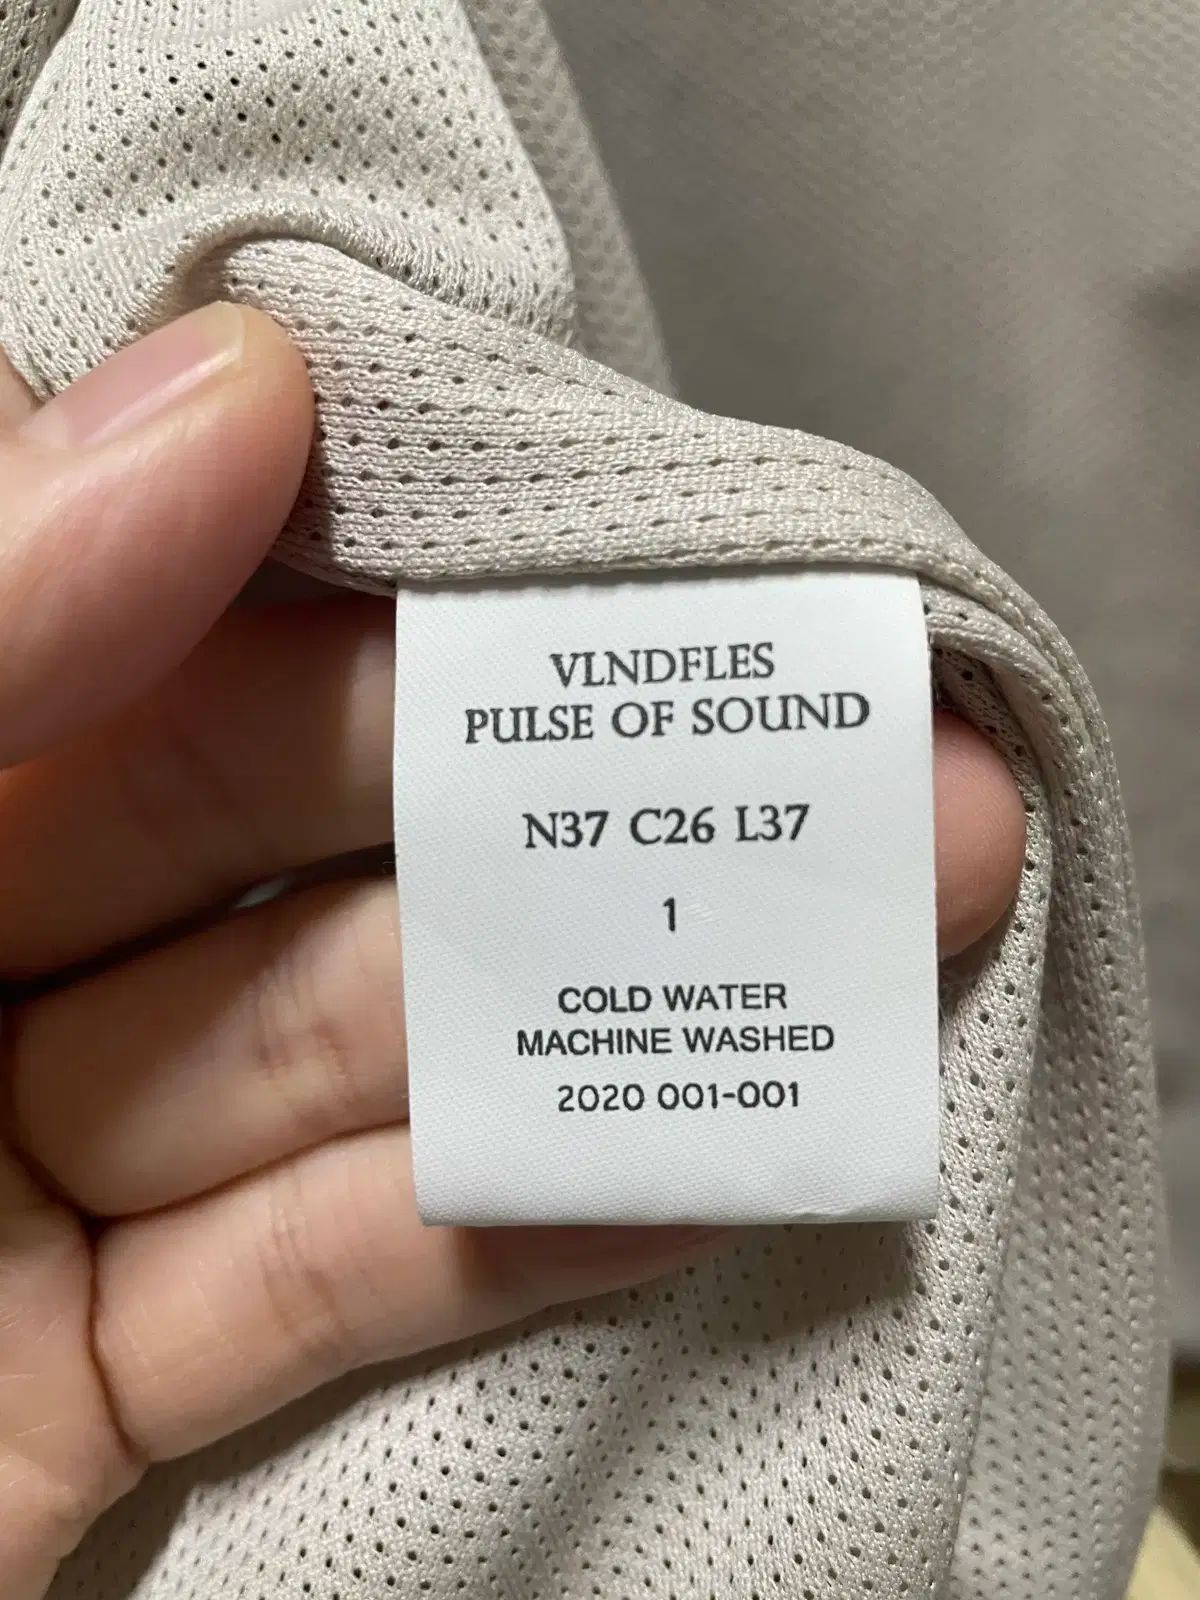 VLNDFLES
PULSE OF SOUND
N37 C26 L37
1
COLD WATER
MACHINE WASHED
2020 001-001